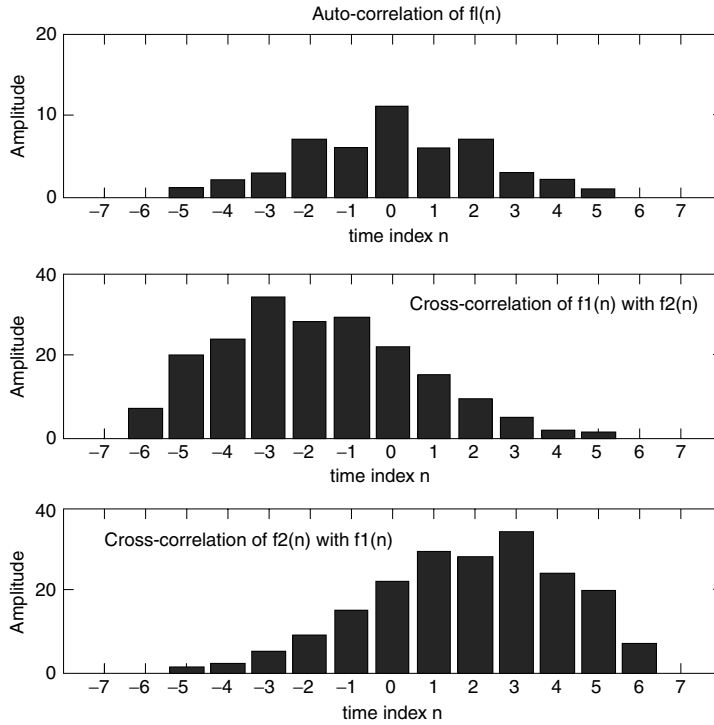 Auto-correlation of fl(n)
20
10
0
Amplitude
−7 −6 −5 −4 −3 −2 −1 0 1 2 3 4 5 6 7
time index n
40
20
0
Amplitude
Cross-correlation of f1(n) with f2(n)
−7 −6 −5 −4 −3 −2 −1 0 1 2 3 4 5 6 7
time index n
40
20
0
Amplitude
Cross-correlation of f2(n) with f1(n)
−7 −6 −5 −4 −3 −2 −1 0 1 2 3 4 5 6 7
time index n